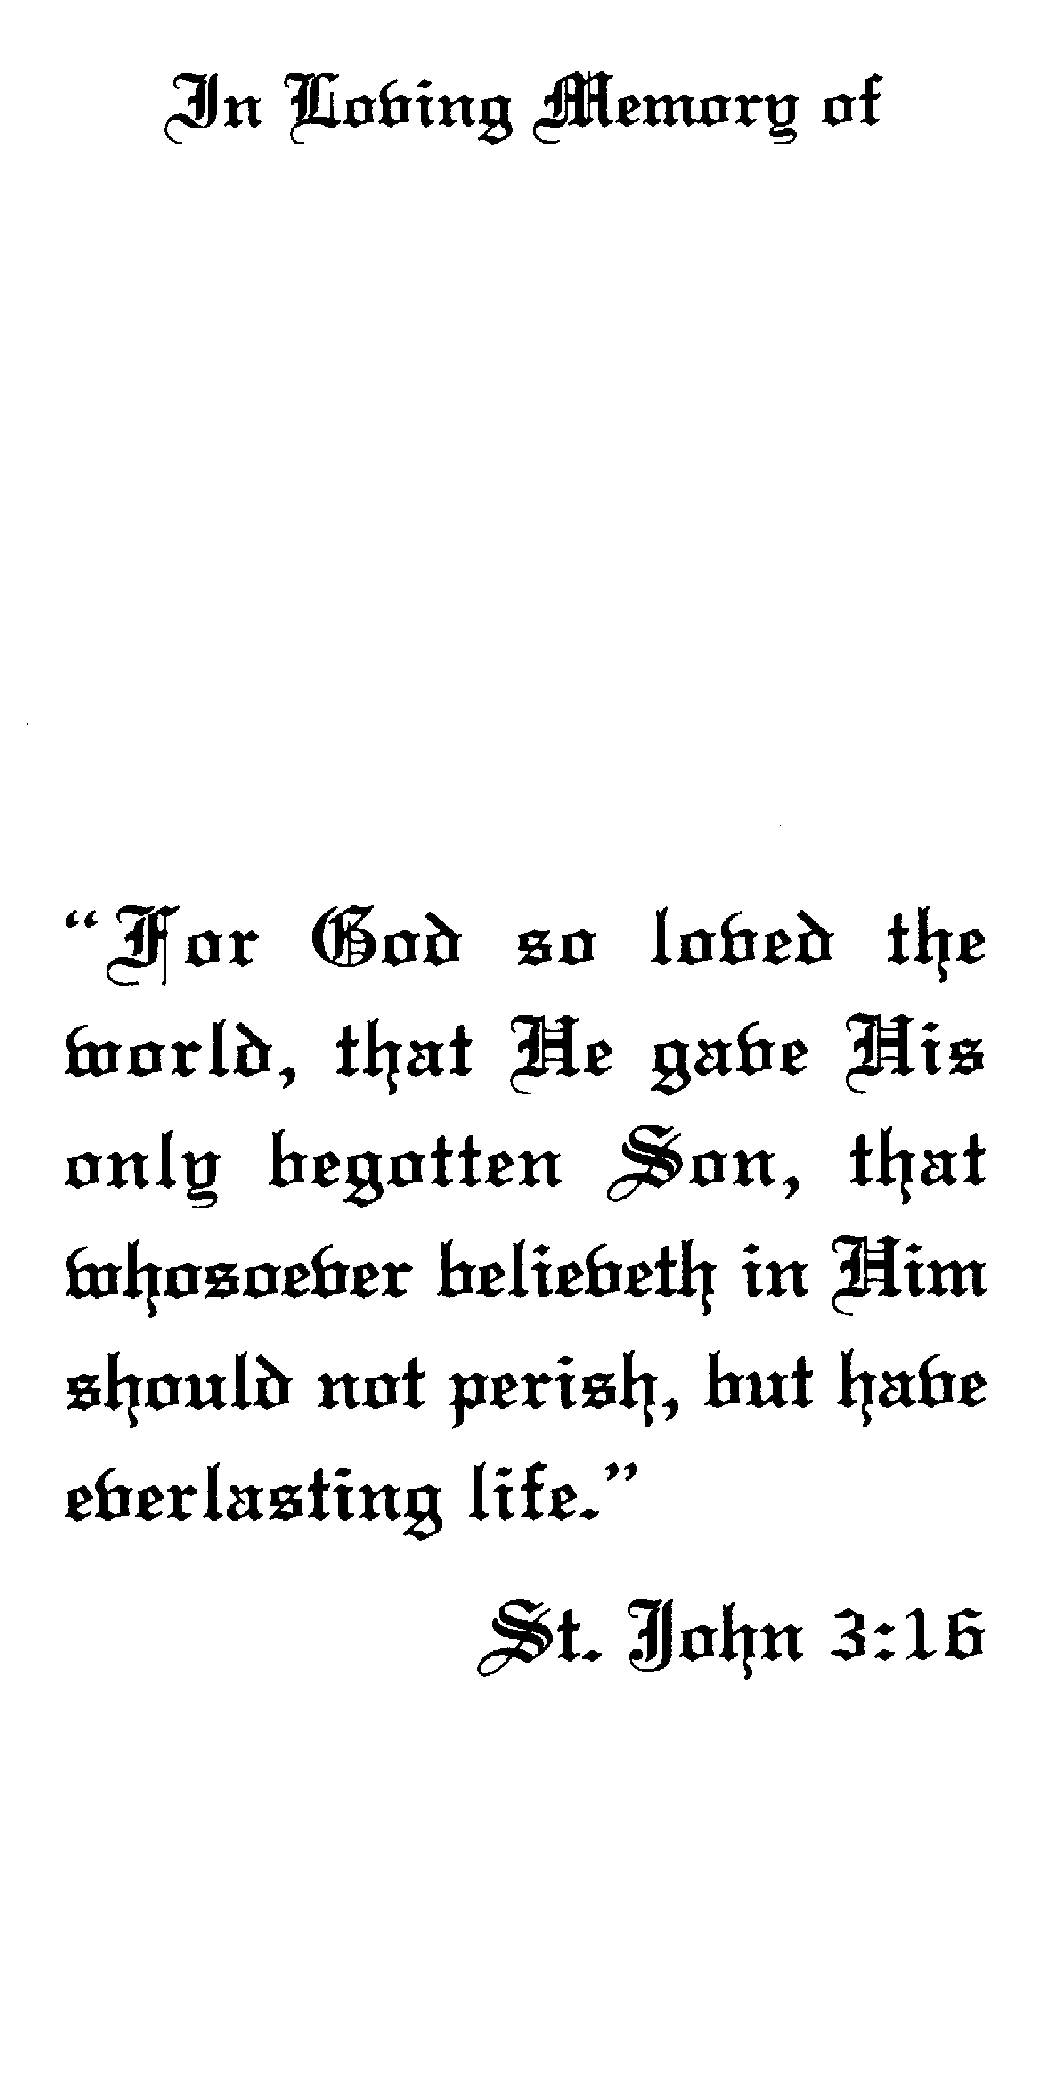 In Loving Memory of
“For God so loved the
world, that He gave His
only begotten Son, that
whosoever believeth in Him
should not perish, but have
everlasting life.”
St. John 3:16